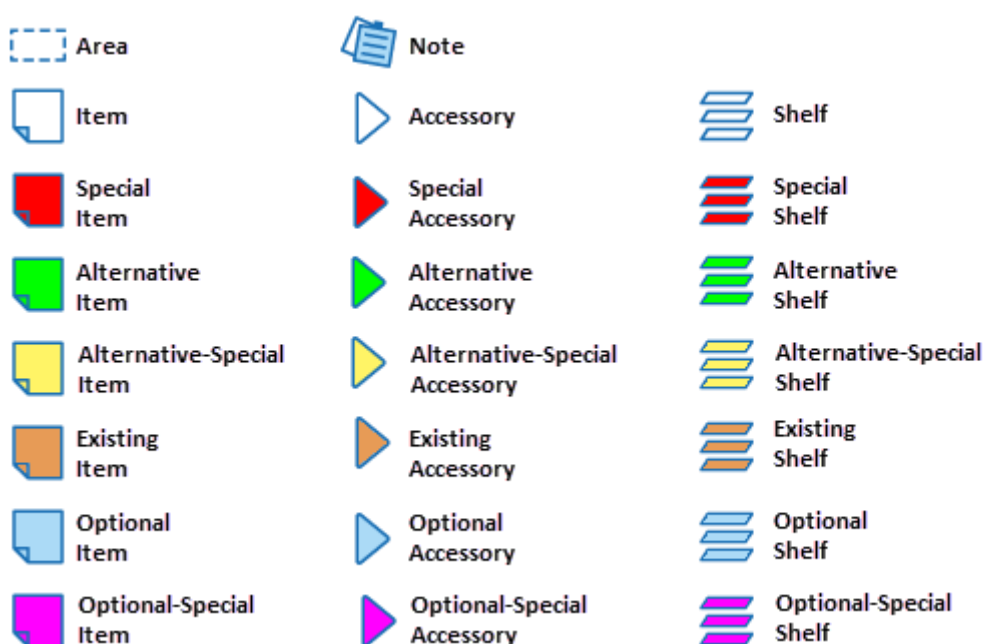 Area
Note
Item
Accessory
Shelf
Special
Item
Special
Accessory
Special
Shelf
Alternative
Item
Alternative
Accessory
Alternative
Shelf
Alternative-Special
Item
Alternative-Special
Accessory
Alternative-Special
Shelf
Existing
Item
Existing
Accessory
Existing
Shelf
Optional
Item
Optional
Accessory
Optional
Shelf
Optional-Special
Item
Optional-Special
Accessory
Optional-Special
Shelf